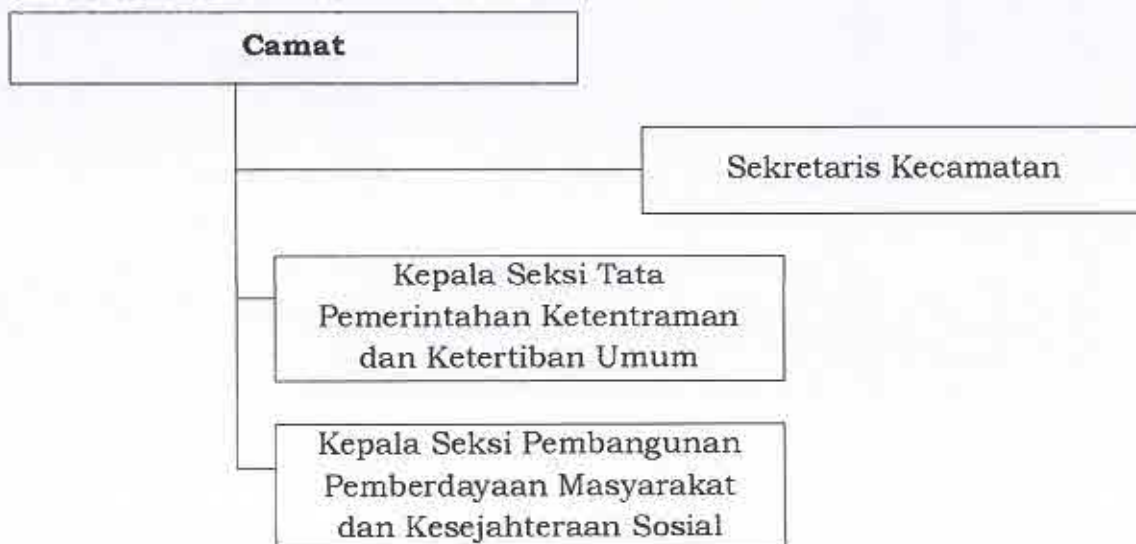 Camat
Sekretaris Kecamatan
Kepala Seksi Tata
Pemerintahan Ketentraman
dan Ketertiban Umum
Kepala Seksi Pembangunan
Pemberdayaan Masyarakat
dan Kesejahteraan Sosial